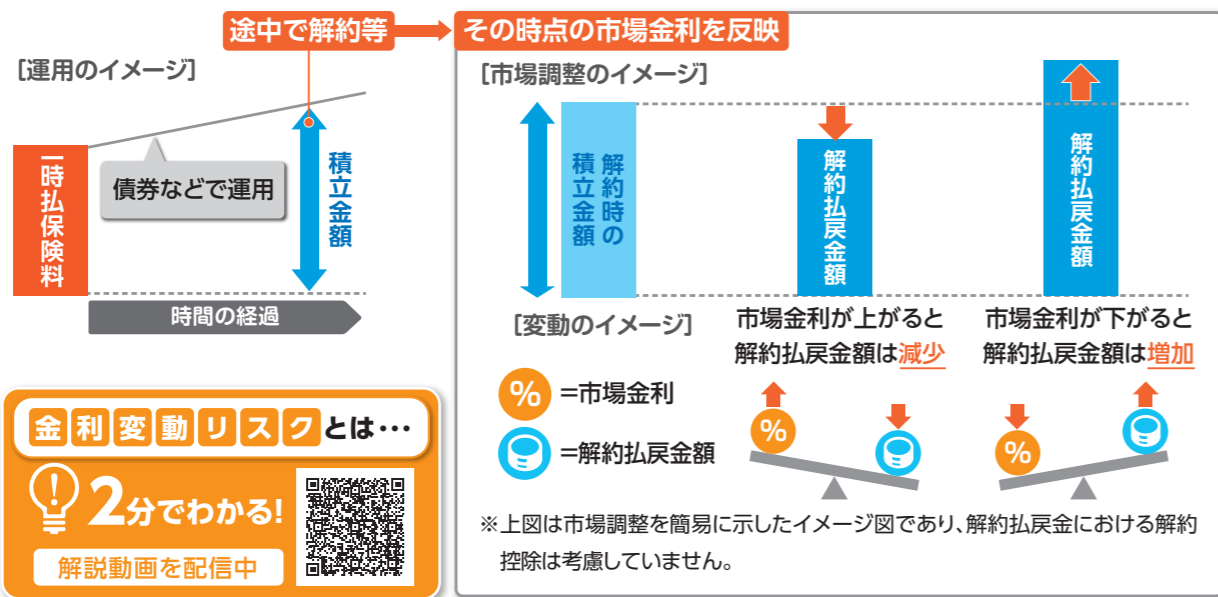 途中で解約等
その時点の市場金利を反映
[運用のイメージ]
一時払保険料
債券などで運用
積立金額
時間の経過
[市場調整のイメージ]
解約時の
積立金額
解約払戻金額
解約払戻金額
[変動のイメージ]
市場金利が上がると
解約払戻金額は減少
市場金利が下がると
解約払戻金額は増加
% =市場金利
=解約払戻金額
%
%
※上図は市場調整を簡易に示したイメージ図であり、解約払戻金における解約
控除は考慮していません。
金利変動リスクとは…
2分でわかる!
解説動画を配信中